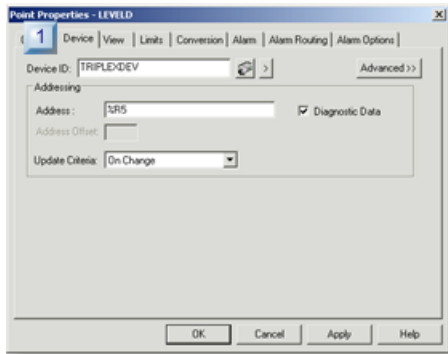 Point Properties - LEVELD
1 Device View Limits Conversion Alarm Alarm Routing Alarm Options
Device ID: TRIPLEXDEV > Advanced >>
Addressing
Address: %R5 Diagnostic Data
Address Offset:
Update Criteria: On Change
OK Cancel Apply Help